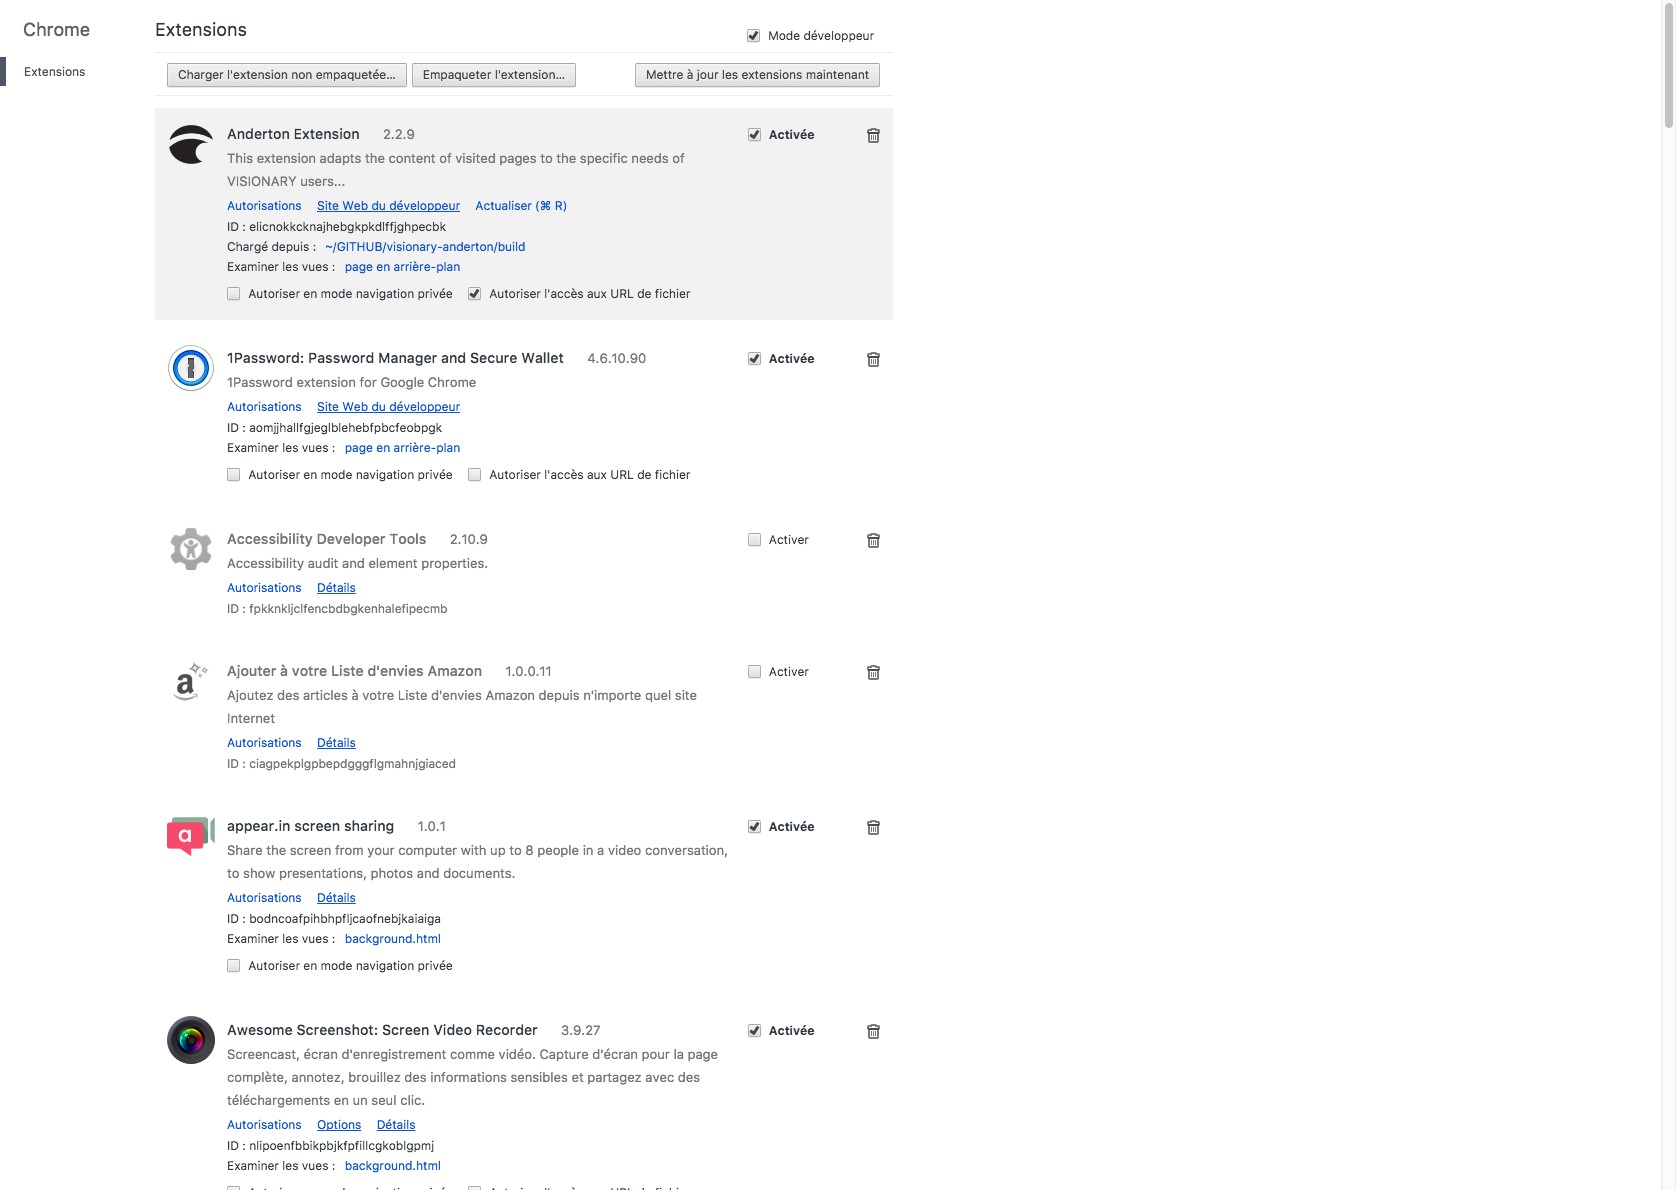 Chrome
Extensions
Extensions
Mode développeur
Charger l'extension non empaquetée...
Empaqueter l'extension...
Mettre à jour les extensions maintenant
Anderton Extension 2.2.9
Activée
This extension adapts the content of visited pages to the specific needs of
VISIONARY users...
Autorisations Site Web du développeur Actualiser (⌘ R)
ID : elicnokkcknajhebgkpkdlffjghpecbk
Chargé depuis : ~/GITHUB/visionary-anderton/build
Examiner les vues : page en arrière-plan
Autoriser en mode navigation privée Autoriser l'accès aux URL de fichier
1Password: Password Manager and Secure Wallet 4.6.10.90
Activée
1Password extension for Google Chrome
Autorisations Site Web du développeur
ID : aomjjhallfgjeglblehebfpbcfeobpgk
Examiner les vues : page en arrière-plan
Autoriser en mode navigation privée Autoriser l'accès aux URL de fichier
Accessibility Developer Tools 2.10.9
Activer
Accessibility audit and element properties.
Autorisations Détails
ID : fpkknkljclfencbdbgkenhalefipecmb
Ajouter à votre Liste d'envies Amazon 1.0.0.11
Activer
Ajoutez des articles à votre Liste d'envies Amazon depuis n'importe quel site
Internet
Autorisations Détails
ID : ciagpekplgpbepdgggflgmahnjgiaced
appear.in screen sharing 1.0.1
Activée
Share the screen from your computer with up to 8 people in a video conversation,
to show presentations, photos and documents.
Autorisations Détails
ID : bodncoafpihbhpfljcaofnebjkaiaiga
Examiner les vues : background.html
Autoriser en mode navigation privée
Awesome Screenshot: Screen Video Recorder 3.9.27
Activée
Screencast, écran d'enregistrement comme vidéo. Capture d'écran pour la page
complète, annotez, brouillez des informations sensibles et partagez avec des
téléchargements en un seul clic.
Autorisations Options Détails
ID : nlipoenfbbikpbjkfpfillcgkoblgpmj
Examiner les vues : background.html